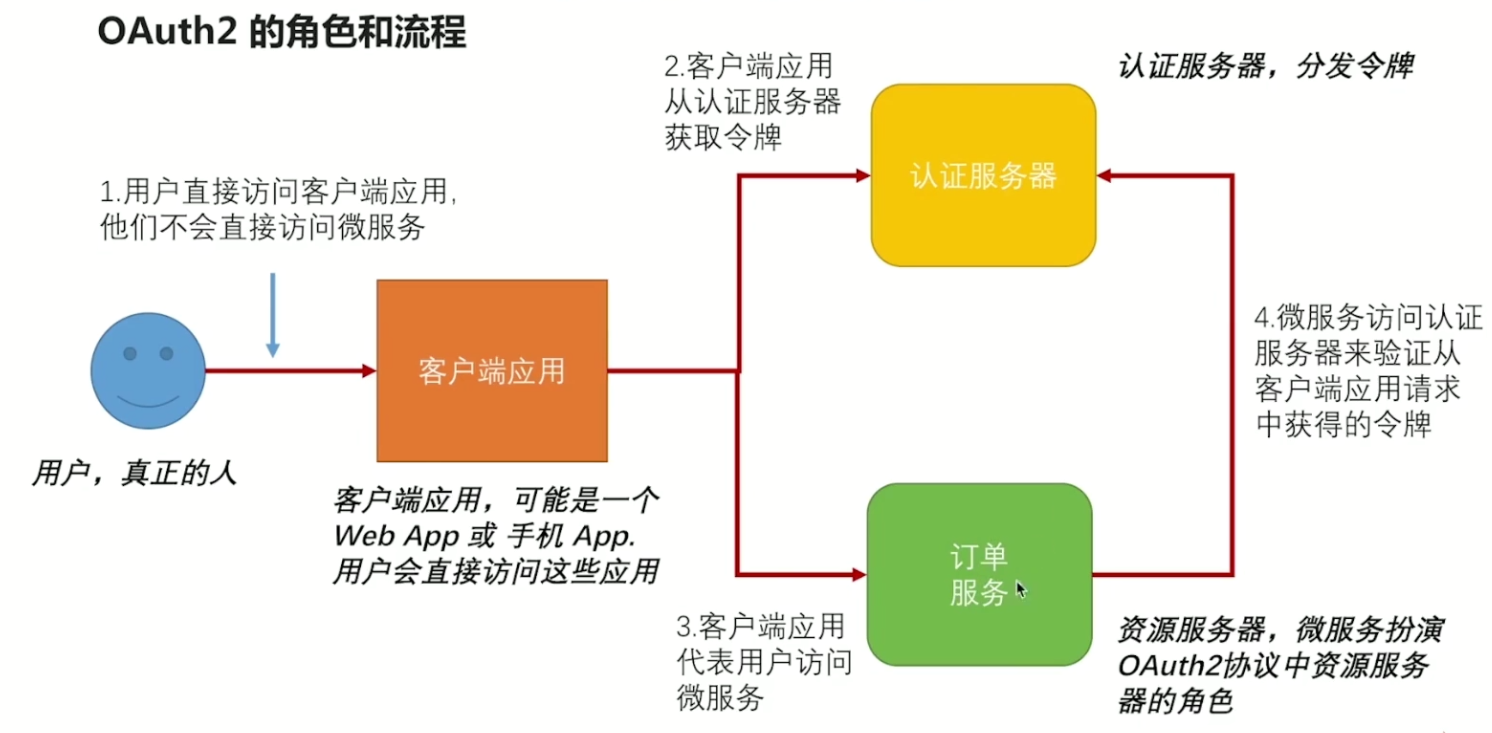 OAuth2 的角色和流程
2.客户端应用
从认证服务器
获取令牌
认证服务器，分发令牌
认证服务器
1.用户直接访问客户端应用,
他们不会直接访问微服务
客户端应用
4.微服务访问认证
服务器来验证从
客户端应用请求
中获得的令牌
用户，真正的人
客户端应用，可能是一个
Web App 或 手机 App.
用户会直接访问这些应用
订单
服务
3.客户端应用
代表用户访问
微服务
资源服务器，微服务扮演
OAuth2协议中资源服务
器的角色